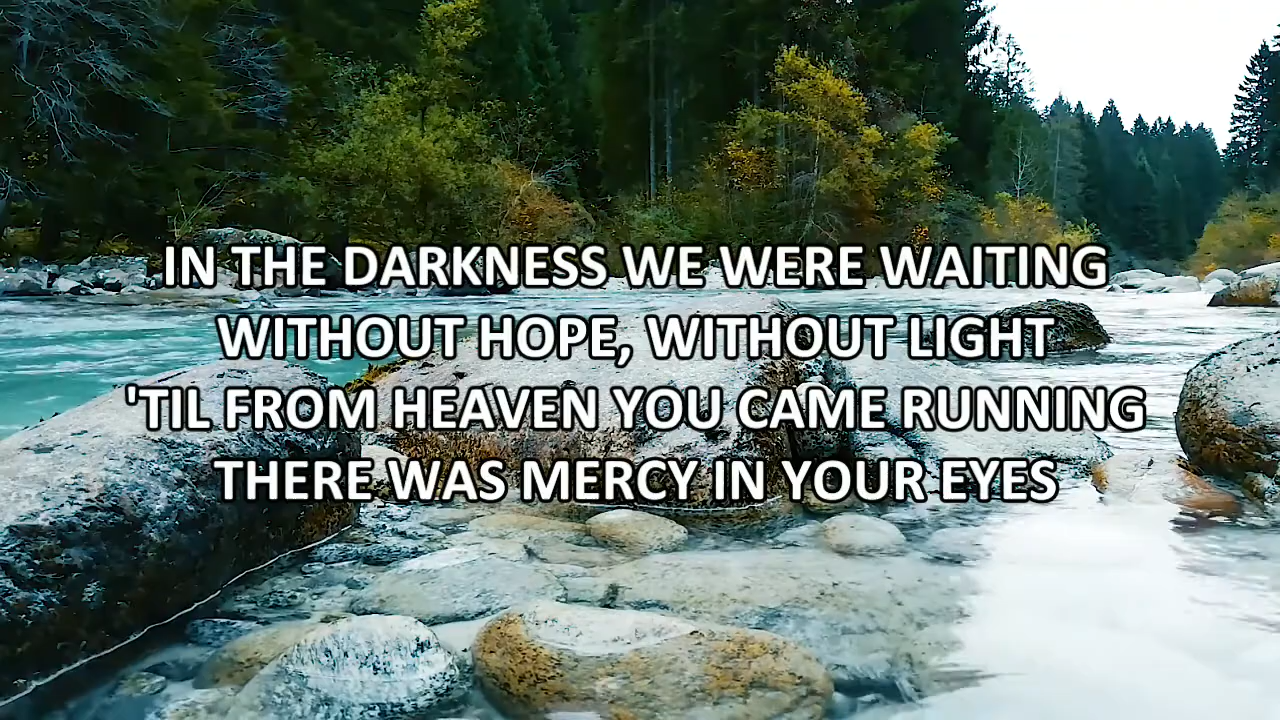 IN THE DARKNESS WE WERE WAITING
WITHOUT HOPE, WITHOUT LIGHT
'TIL FROM HEAVEN YOU CAME RUNNING
THERE WAS MERCY IN YOUR EYES